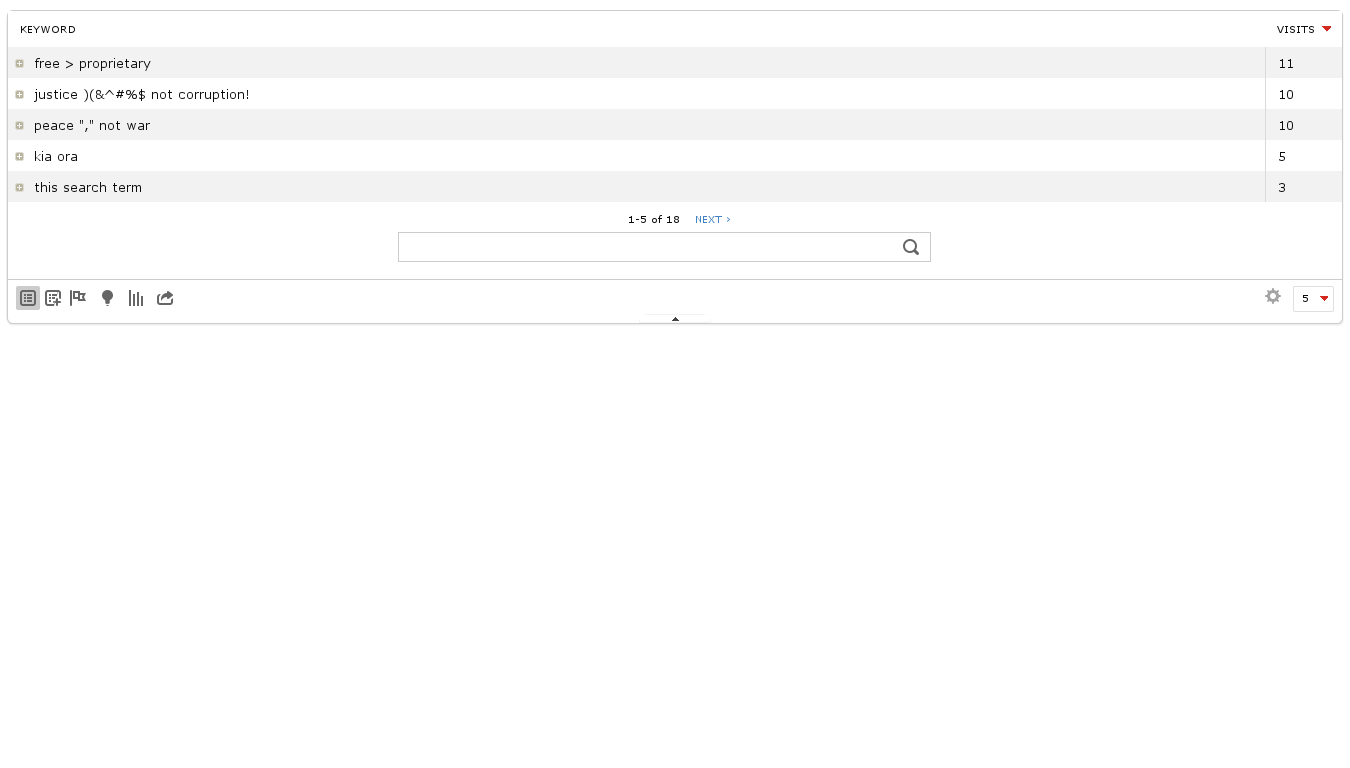 KEYWORD VISITS
free > proprietary 11
justice )(&^#%$ not corruption! 10
peace "," not war 10
kia ora 5
this search term 3
1-5 of 18 NEXT ›
5